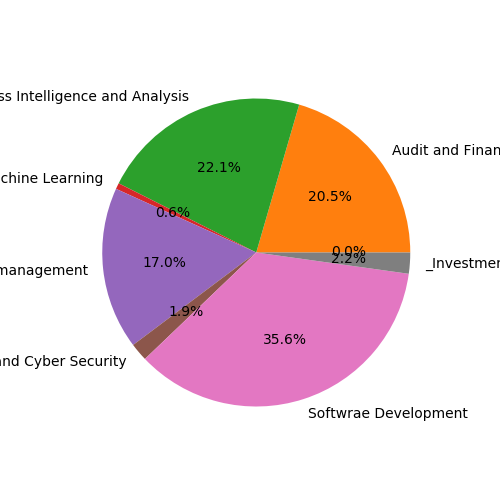 ss Intelligence and Analysis
Audit and Finan
22.1%
20.5%
chine Learning
0.6%
17.0%
0.0%
2.2%
_Investmen
management
1.9%
35.6%
and Cyber Security
Softwrae Development